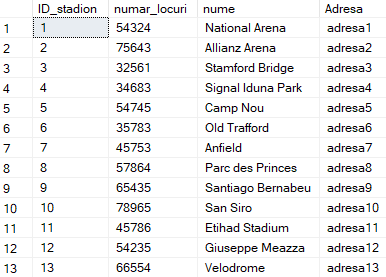 ID_stadion numar_locuri nume Adresa
1 1 54324 National Arena adresa1
2 2 75643 Allianz Arena adresa2
3 3 32561 Stamford Bridge adresa3
4 4 34683 Signal Iduna Park adresa4
5 5 54745 Camp Nou adresa5
6 6 35783 Old Trafford adresa6
7 7 45753 Anfield adresa7
8 8 57864 Parc des Princes adresa8
9 9 65435 Santiago Bernabeu adresa9
10 10 78965 San Siro adresa10
11 11 45786 Etihad Stadium adresa11
12 12 54235 Giuseppe Meazza adresa12
13 13 66554 Velodrome adresa13